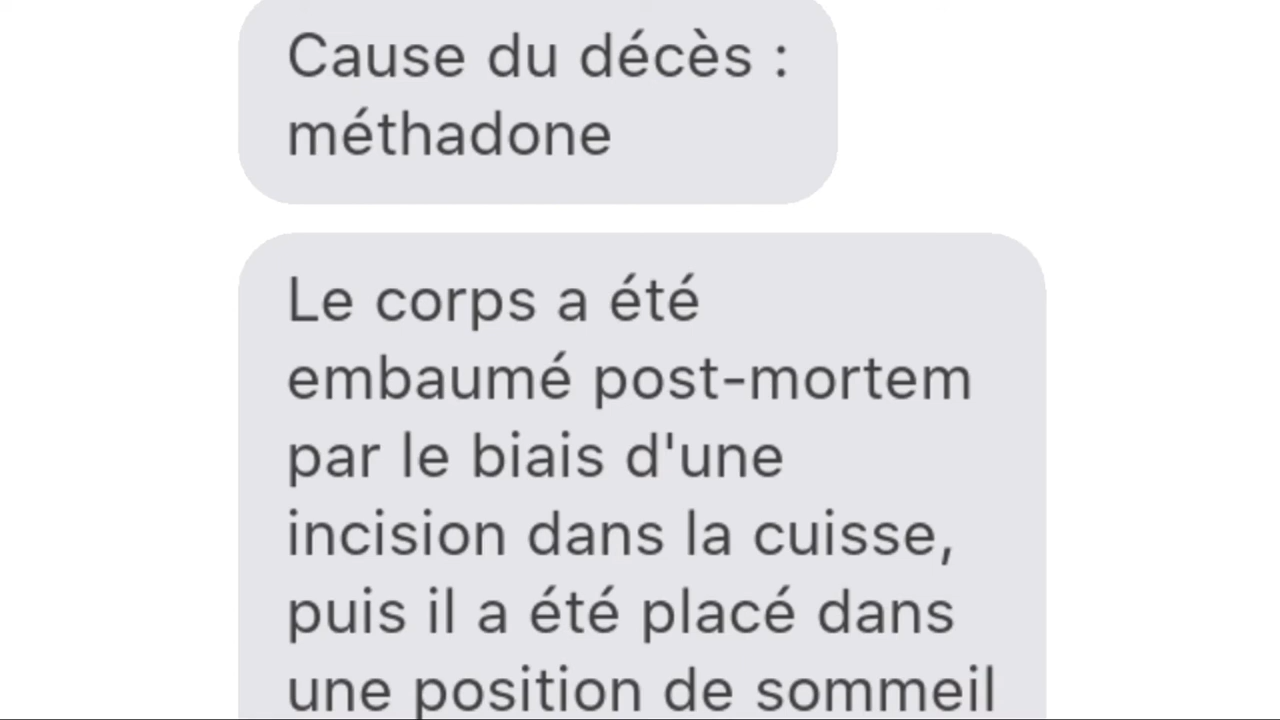 Cause du décès :
méthadone
Le corps a été
embaumé post-mortem
par le biais d'une
incision dans la cuisse,
puis il a été placé dans
une position de sommeil